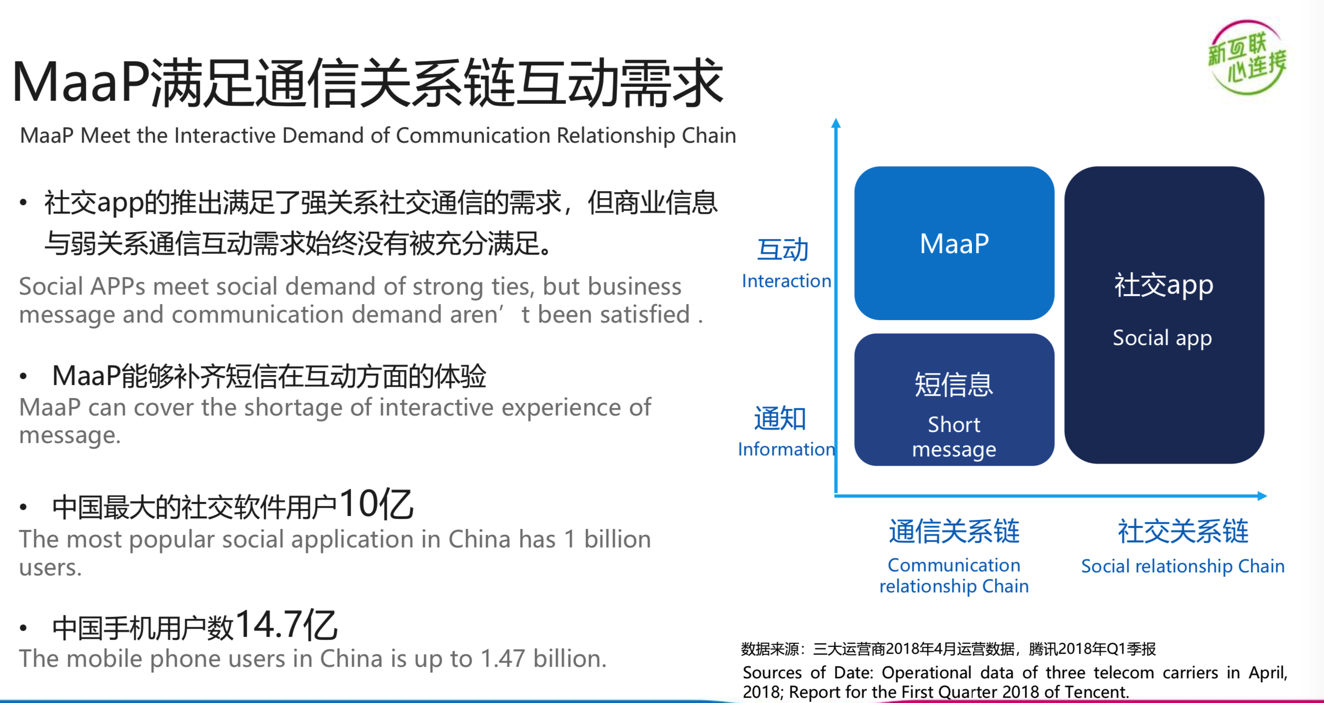 MaaP满足通信关系链互动需求
MaaP Meet the Interactive Demand of Communication Relationship Chain
新互联
心连接
• 社交app的推出满足了强关系社交通信的需求，但商业信息
与弱关系通信互动需求始终没有被充分满足。
Social APPs meet social demand of strong ties, but business
message and communication demand aren’t been satisfied .
• MaaP能够补齐短信在互动方面的体验
MaaP can cover the shortage of interactive experience of
message.
• 中国最大的社交软件用户10亿
The most popular social application in China has 1 billion
users.
• 中国手机用户数14.7亿
The mobile phone users in China is up to 1.47 billion.
互动
Interaction
通知
Information
MaaP
短信息
Short
message
社交app
Social app
通信关系链
Communication
relationship Chain
社交关系链
Social relationship Chain
数据来源：三大运营商2018年4月运营数据，腾讯2018年Q1季报
Sources of Date: Operational data of three telecom carriers in April,
2018; Report for the First Quarter 2018 of Tencent.